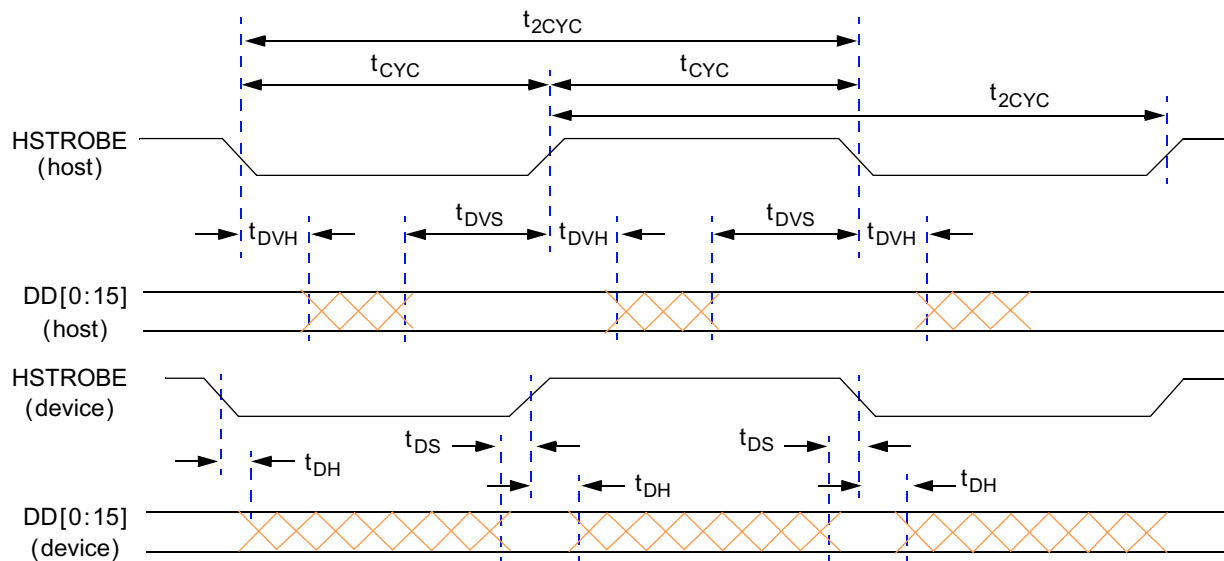 t2CYC
tCYC tCYC
t2CYC
HSTROBE
(host)
tDVH tDVS tDVH tDVS tDVH
DD[0:15]
(host)
HSTROBE
(device)
tDS tDS
tDH tDH tDH
DD[0:15]
(device)